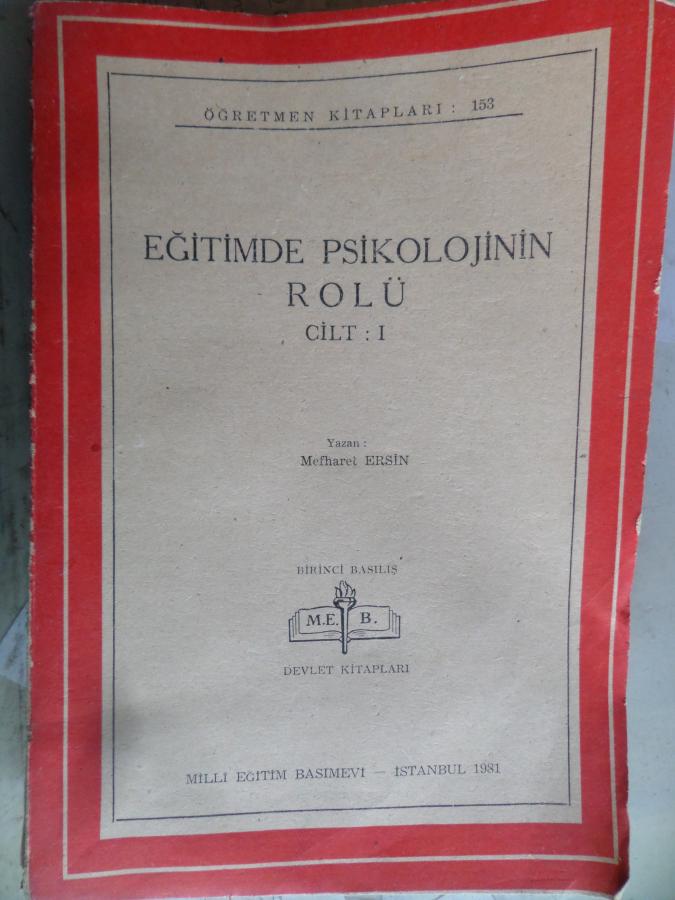 ÖĞRETMEN KİTAPLARI : 153
EĞİTİMDE PSİKOLOJİNİN
ROLÜ
CİLT : I
Yazan :
Mefharet ERSİN
BİRİNCİ BASILIŞ
M.E. B.
DEVLET KİTAPLARI
MİLLİ EĞİTİM BASIMEVİ — İSTANBUL 1981